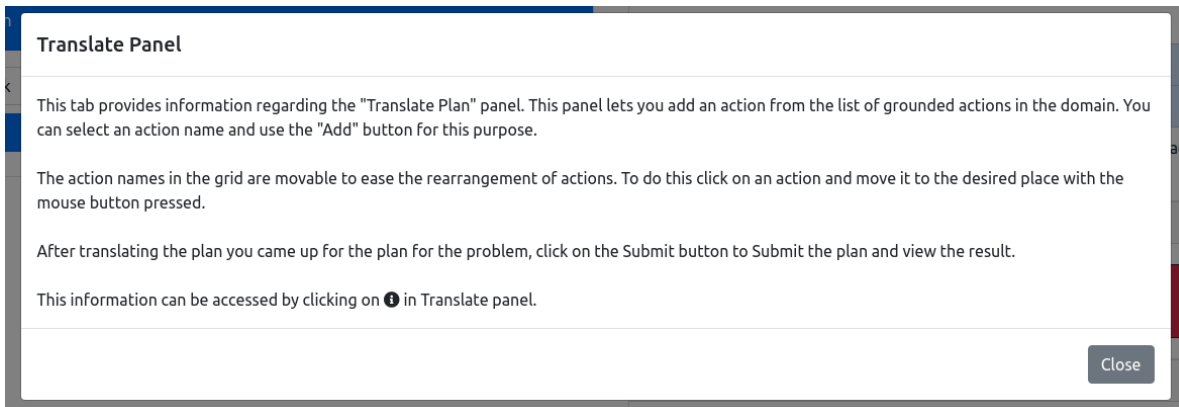 Translate Panel
This tab provides information regarding the "Translate Plan" panel. This panel lets you add an action from the list of grounded actions in the domain. You
can select an action name and use the "Add" button for this purpose.
The action names in the grid are movable to ease the rearrangement of actions. To do this click on an action and move it to the desired place with the
mouse button pressed.
After translating the plan you came up for the plan for the problem, click on the Submit button to Submit the plan and view the result.
This information can be accessed by clicking on in Translate panel.
Close